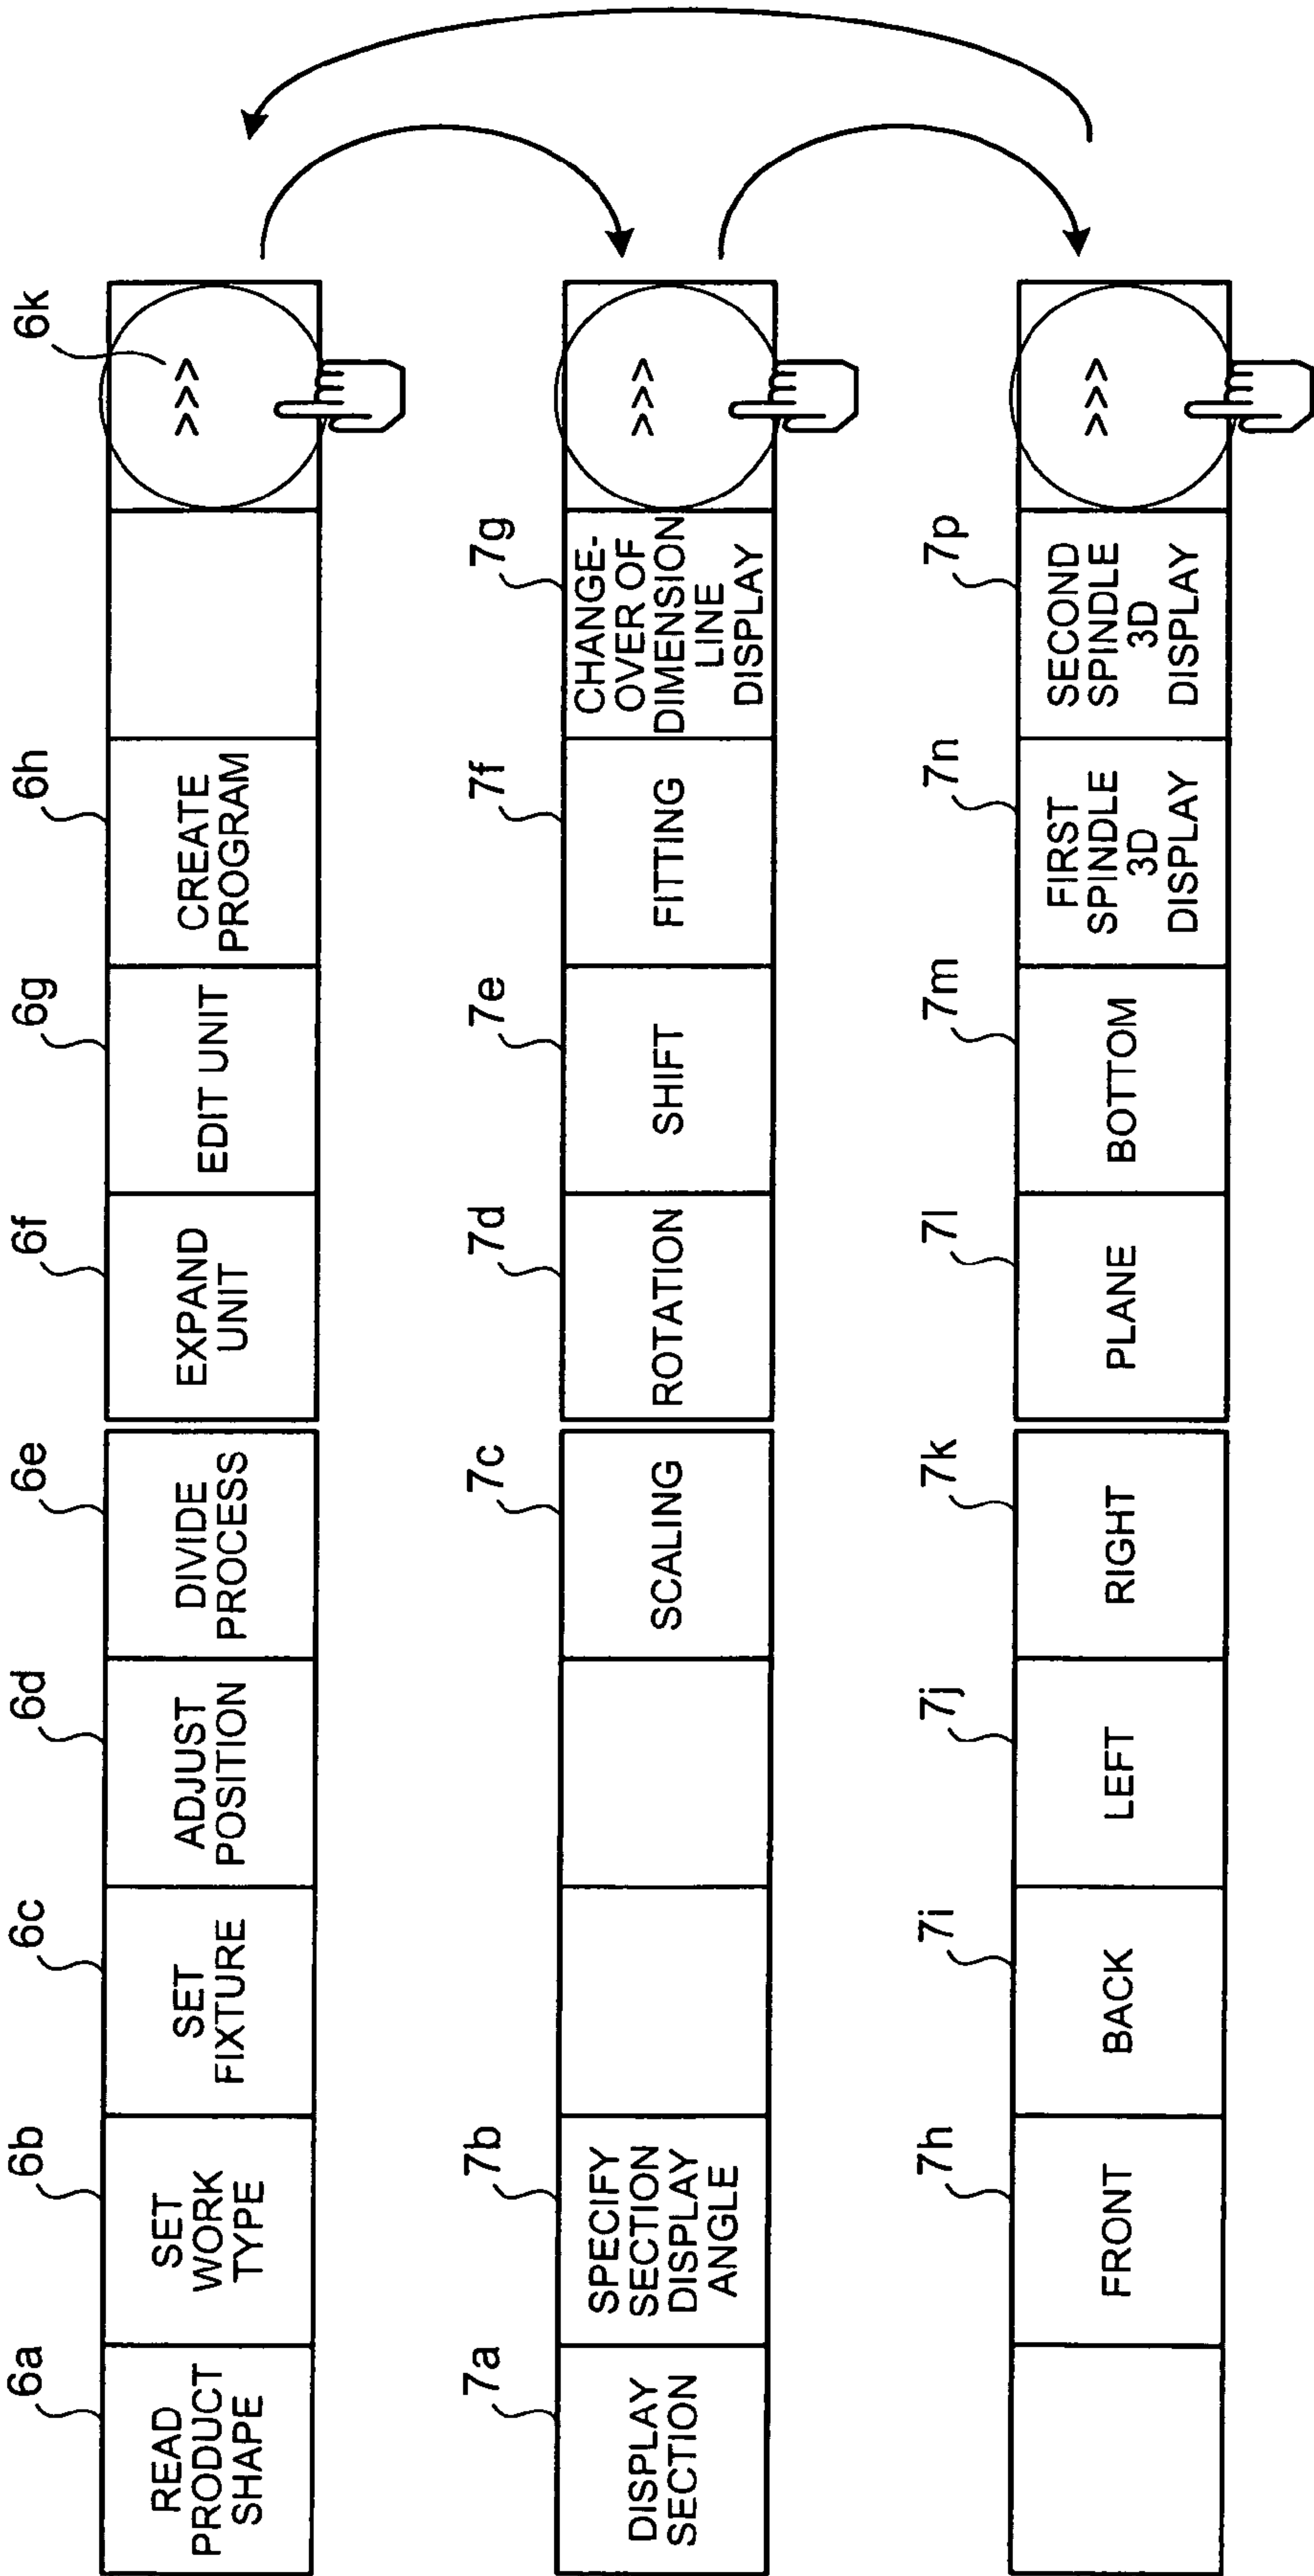 6a
6b
6c
6d
6e
6f
6g
6h
6k
READ
PRODUCT
SHAPE
SET
WORK
TYPE
SET
FIXTURE
ADJUST
POSITION
DIVIDE
PROCESS
EXPAND
UNIT
EDIT UNIT
CREATE
PROGRAM
>>>
7a
7b
7c
7d
7e
7f
7g
DISPLAY
SECTION
SPECIFY
SECTION
DISPLAY
ANGLE
SCALING
ROTATION
SHIFT
FITTING
CHANGE-
OVER OF
DIMENSION
LINE
DISPLAY
>>>
7h
7i
7j
7k
7l
7m
7n
7p
FRONT
BACK
LEFT
RIGHT
PLANE
BOTTOM
FIRST
SPINDLE
3D
DISPLAY
SECOND
SPINDLE
3D
DISPLAY
>>>